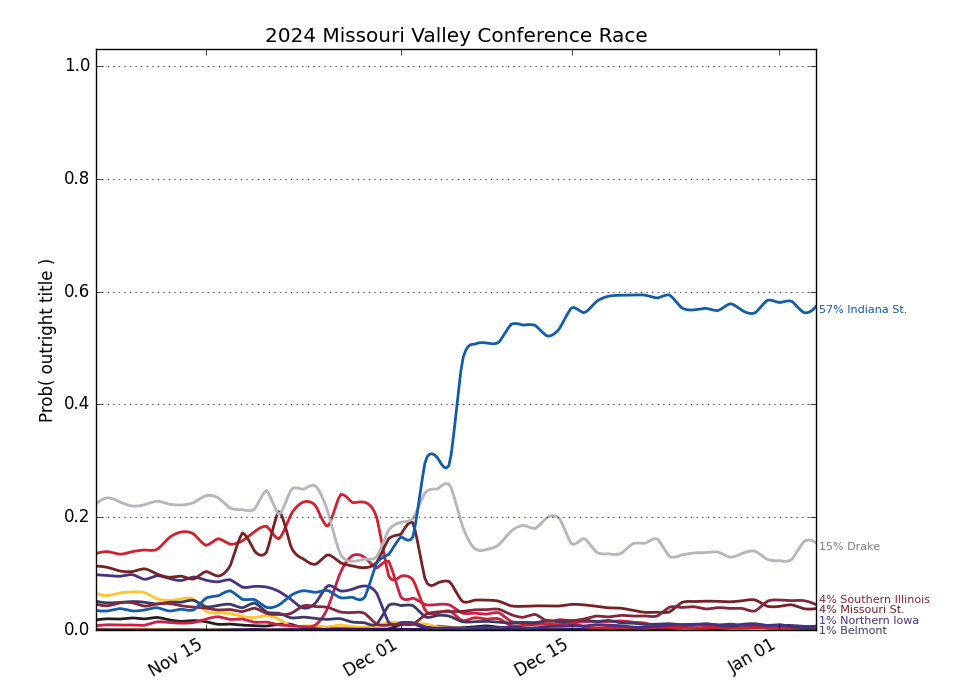 2024 Missouri Valley Conference Race
Prob( outright title )
1.0
0.8
0.6
0.4
0.2
0.0
57% Indiana St.
15% Drake
4% Southern Illinois
4% Missouri St.
1% Northern Iowa
1% Belmont
Nov 15
Dec 01
Dec 15
Jan 01